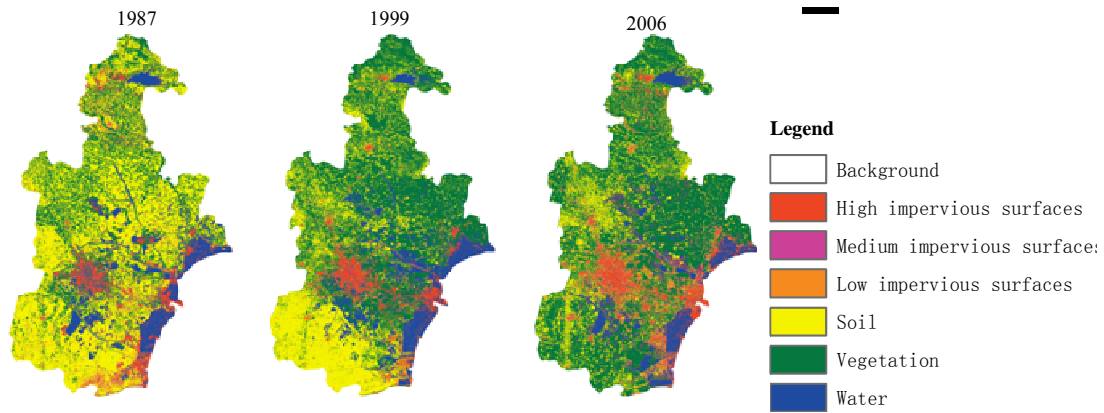 1987
1999
2006
Legend
Background
High impervious surfaces
Medium impervious surfaces
Low impervious surfaces
Soil
Vegetation
Water